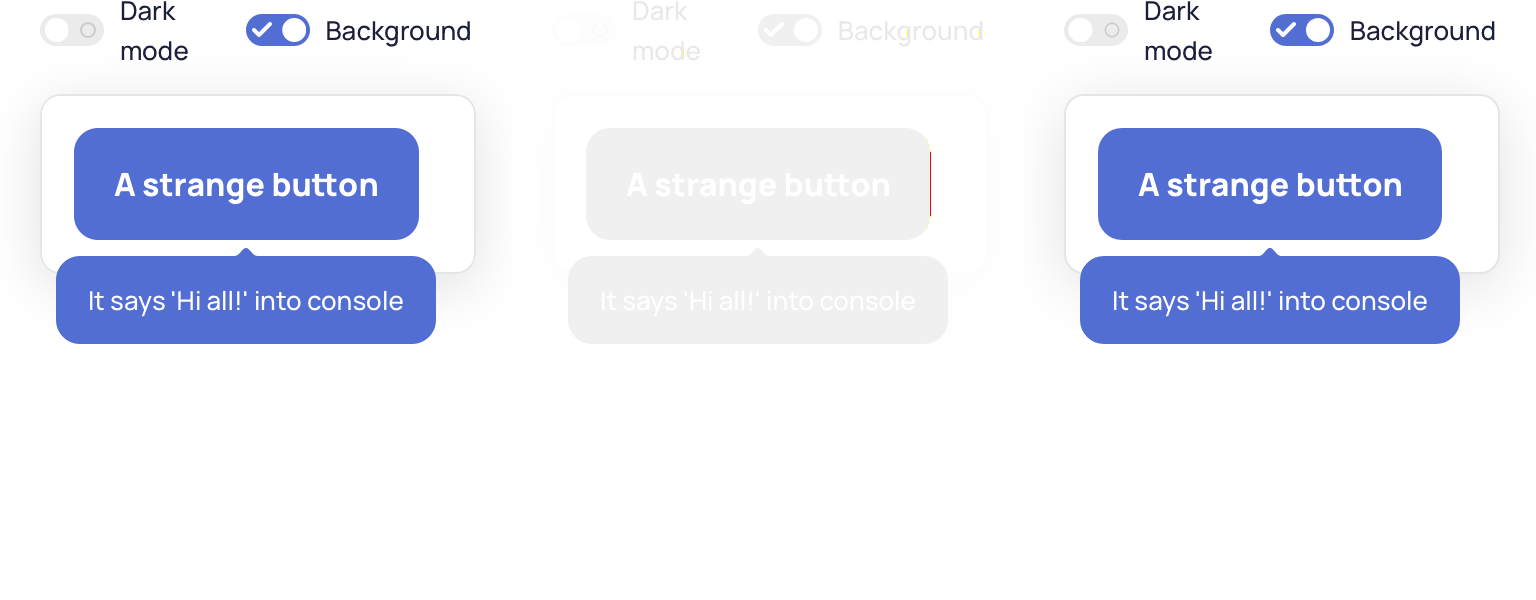 Dark mode Background
A strange button
It says 'Hi all!' into console
Dark mode Background
A strange button
It says 'Hi all!' into console
Dark mode Background
A strange button
It says 'Hi all!' into console